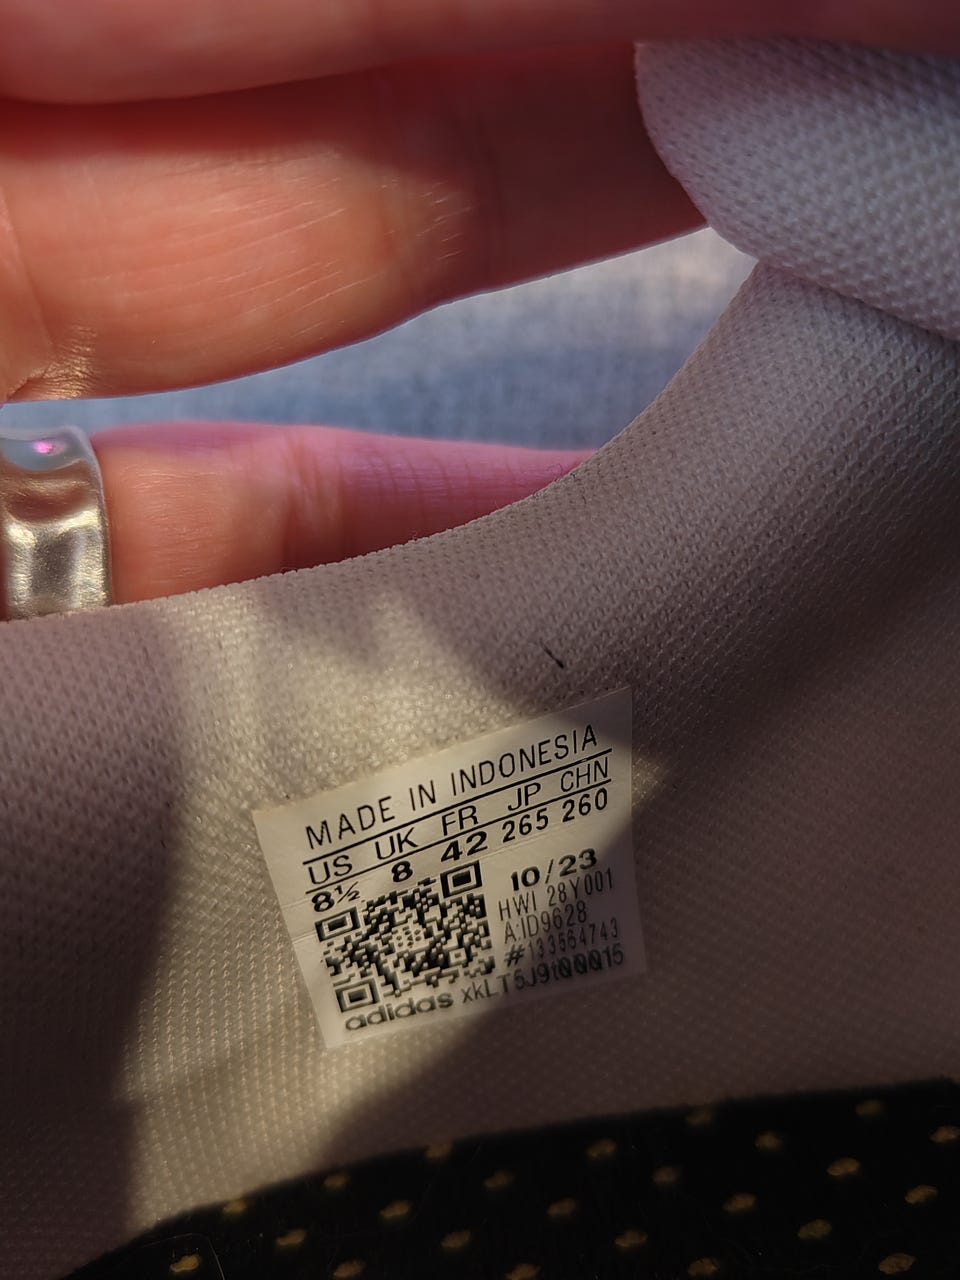 MADE IN INDONESIA
US UK FR JP CHN
8½ 8 42 265 260
10/23
HWI 28Y001
A:ID9628
#133564743
adidas xkLT5J9t00015